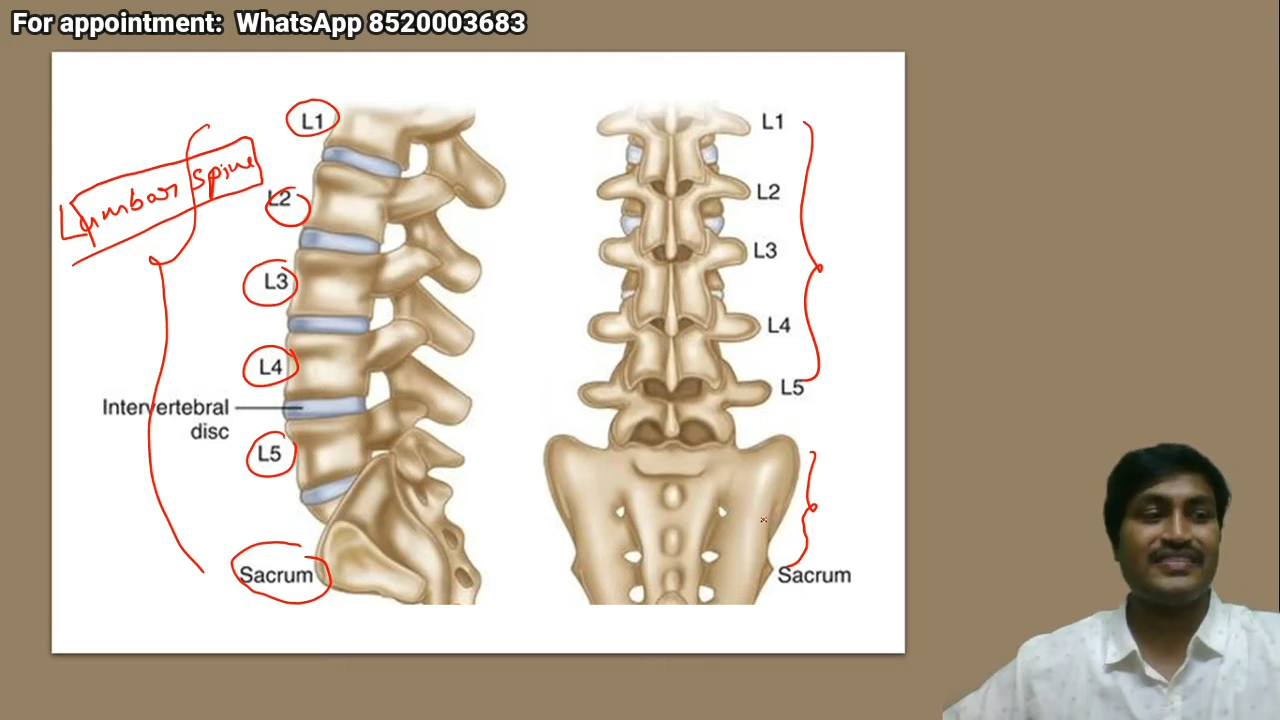 For appointment: WhatsApp 8520003683
Lumbar Spine
L1
L2
L3
L4
Intervertebral
disc
L5
Sacrum
L1
L2
L3
L4
L5
Sacrum